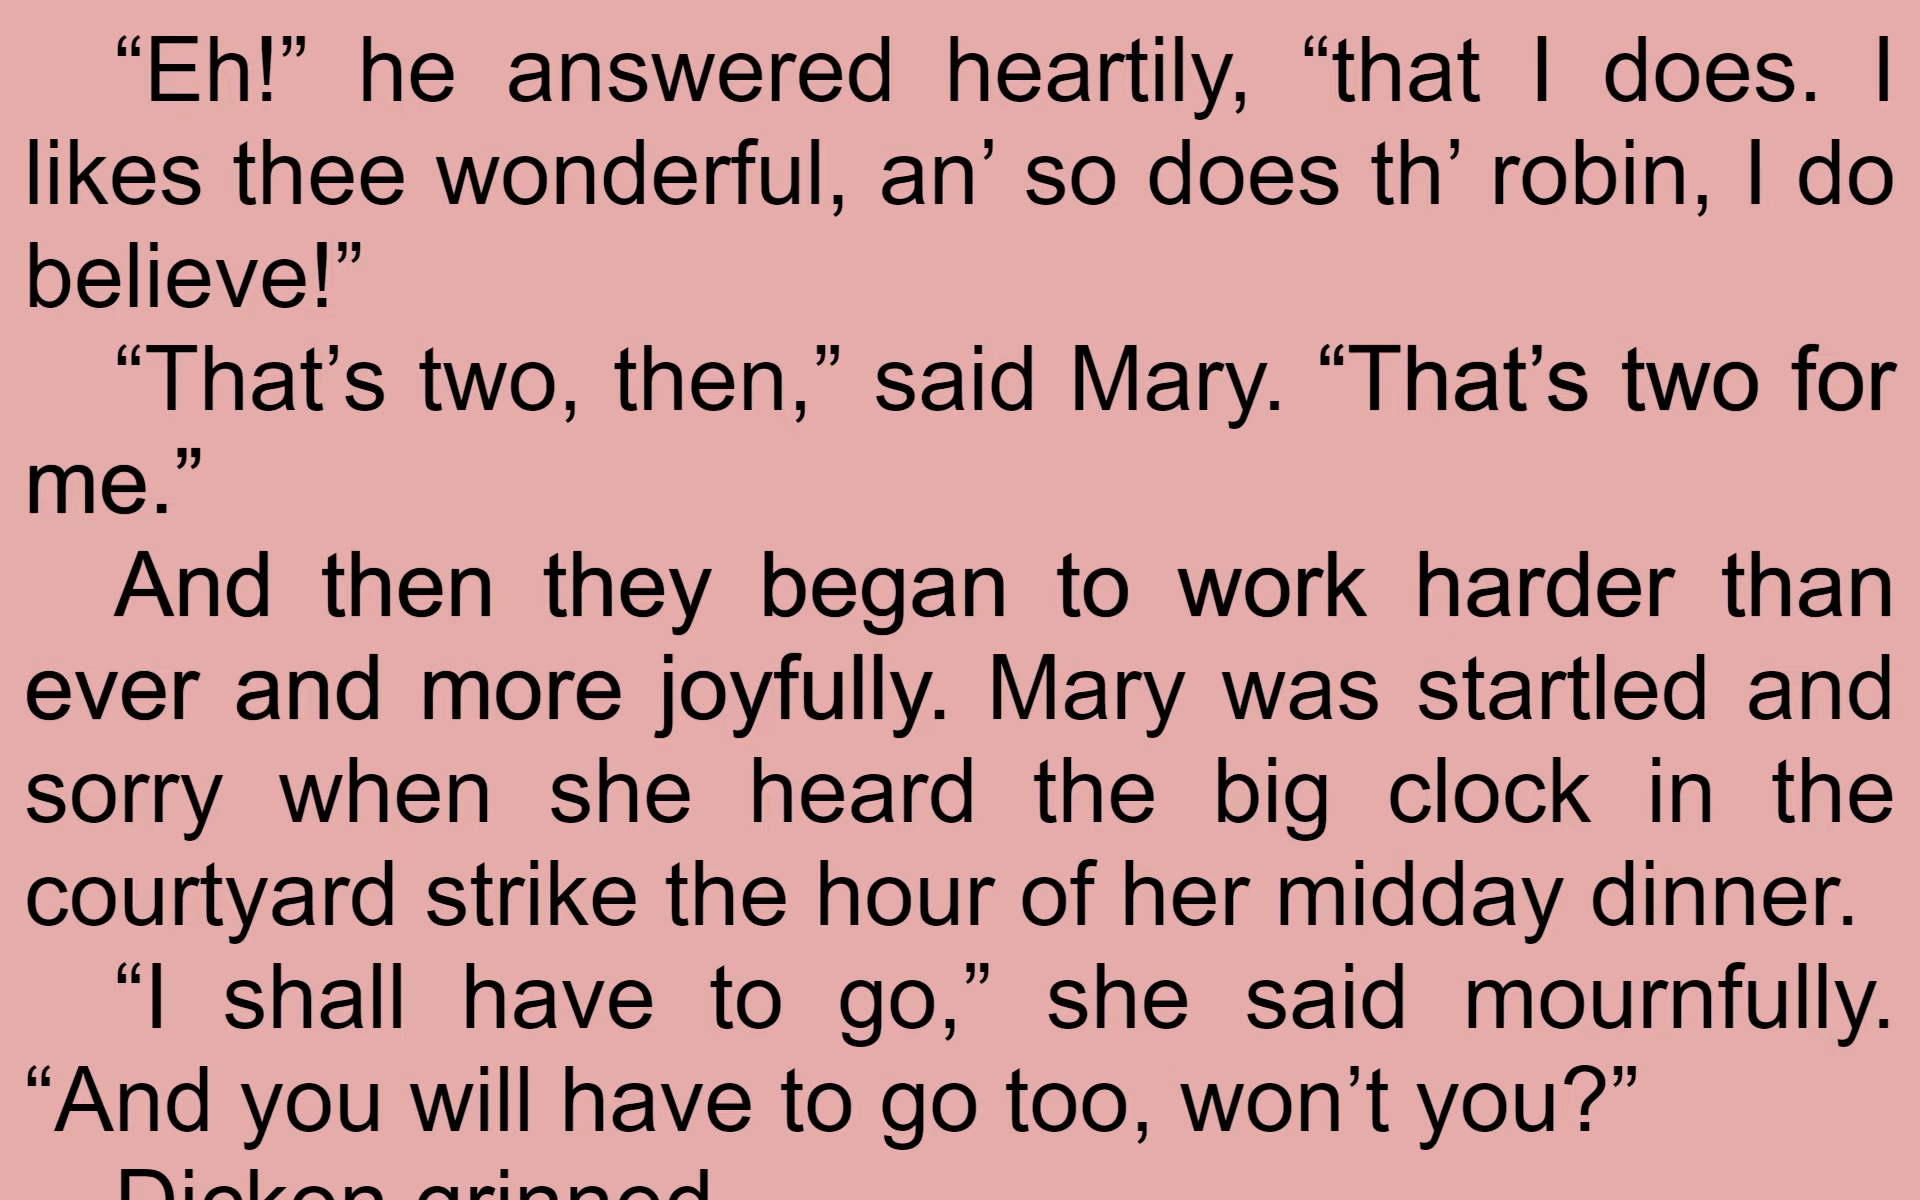 “Eh!” he answered heartily, “that I does. I
likes thee wonderful, an’ so does th’ robin, I do
believe!”
“That’s two, then,” said Mary. “That’s two for
me.”
And then they began to work harder than
ever and more joyfully. Mary was startled and
sorry when she heard the big clock in the
courtyard strike the hour of her midday dinner.
“I shall have to go,” she said mournfully.
“And you will have to go too, won’t you?”
Dickon grinned.